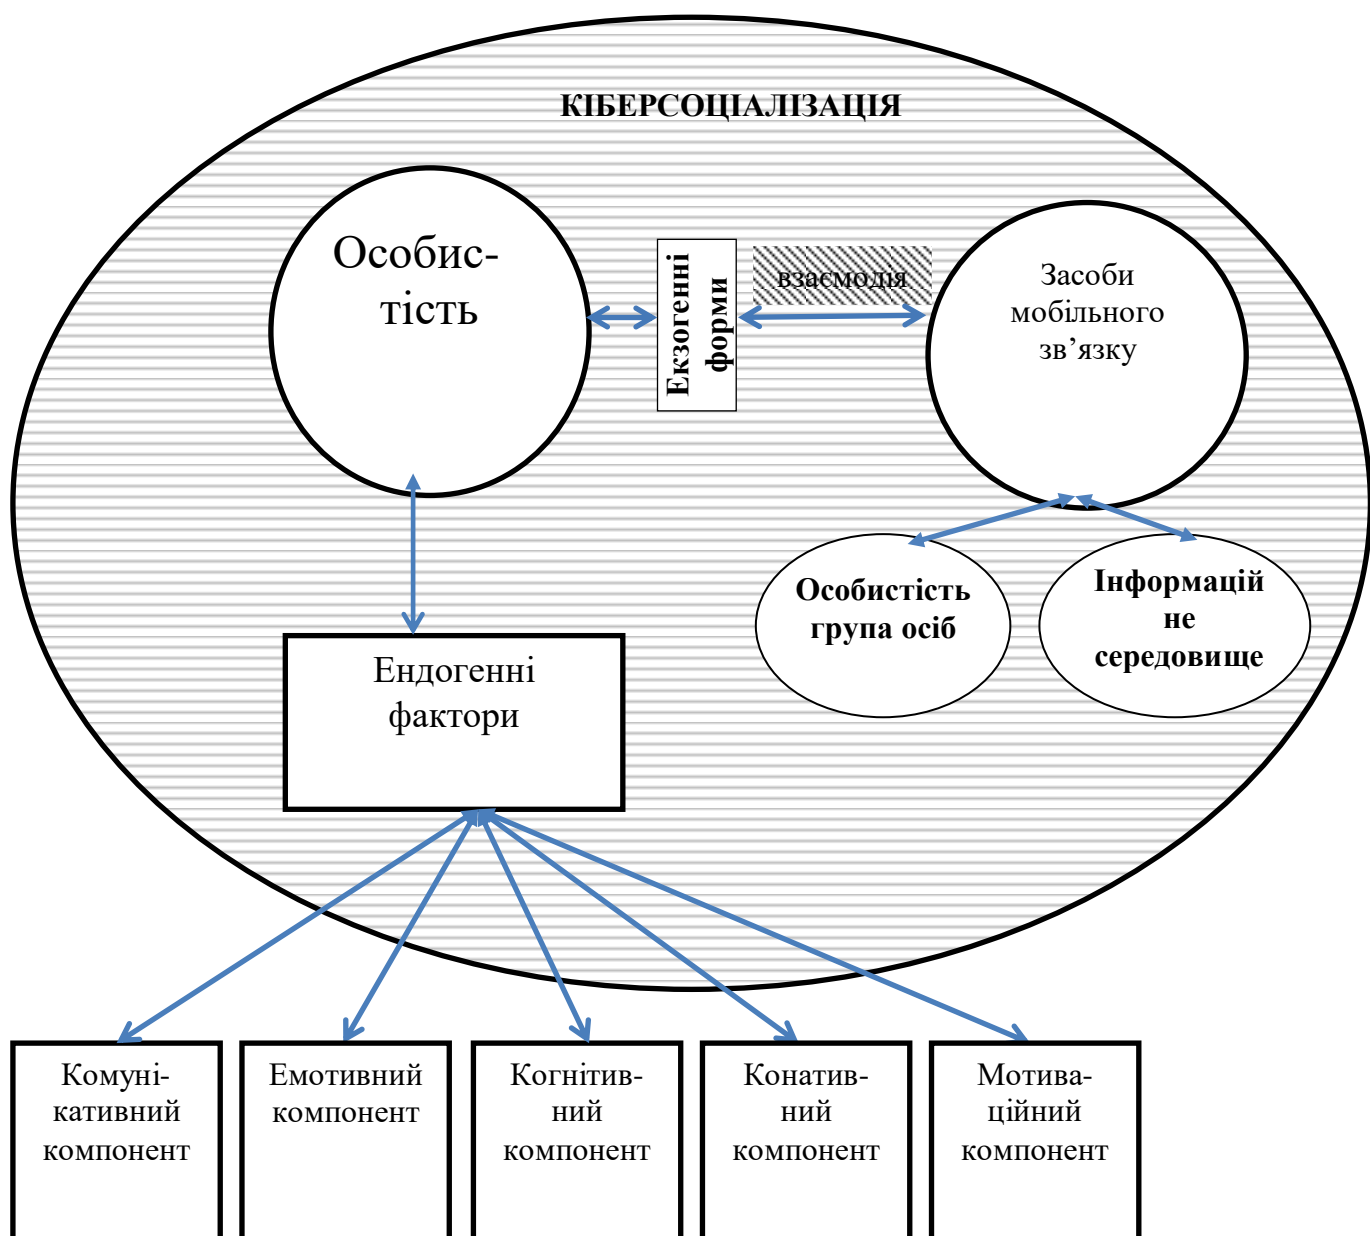 КІБЕРСОЦІАЛІЗАЦІЯ
Особис-
тість
Екзогенні
форми
взаємодія
Засоби
мобільного
зв’язку
Особистість
група осіб
Інформацій
не
середовище
Ендогенні
фактори
Комуні-
кативний
компонент
Емотивний
компонент
Когнітив-
ний
компонент
Конатив-
ний
компонент
Мотива-
ційний
компонент